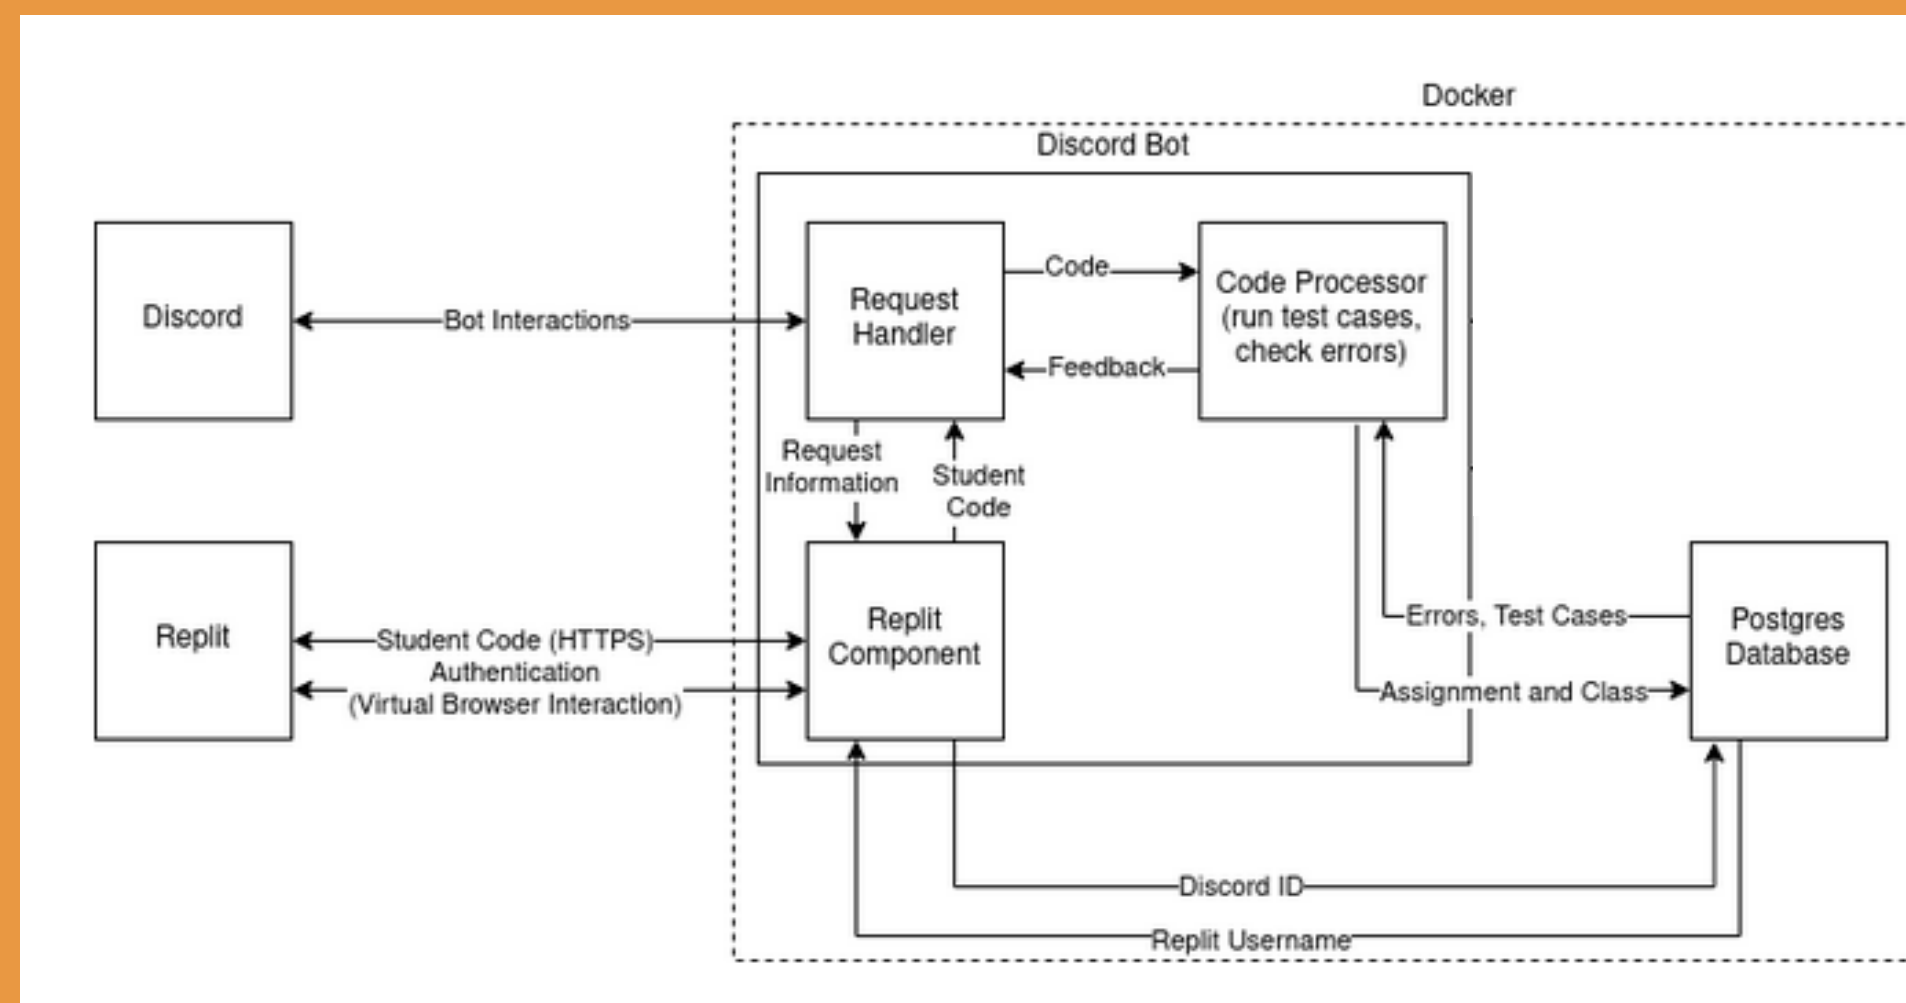 Docker
Discord Bot
Discord
Bot Interactions
Request
Handler
Code
Feedback
Code Processor
(run test cases,
check errors)
Request
Information
Student
Code
Replit
Student Code (HTTPS)
Authentication
(Virtual Browser Interaction)
Replit
Component
Errors, Test Cases
Assignment and Class
Postgres
Database
Discord ID
Replit Username